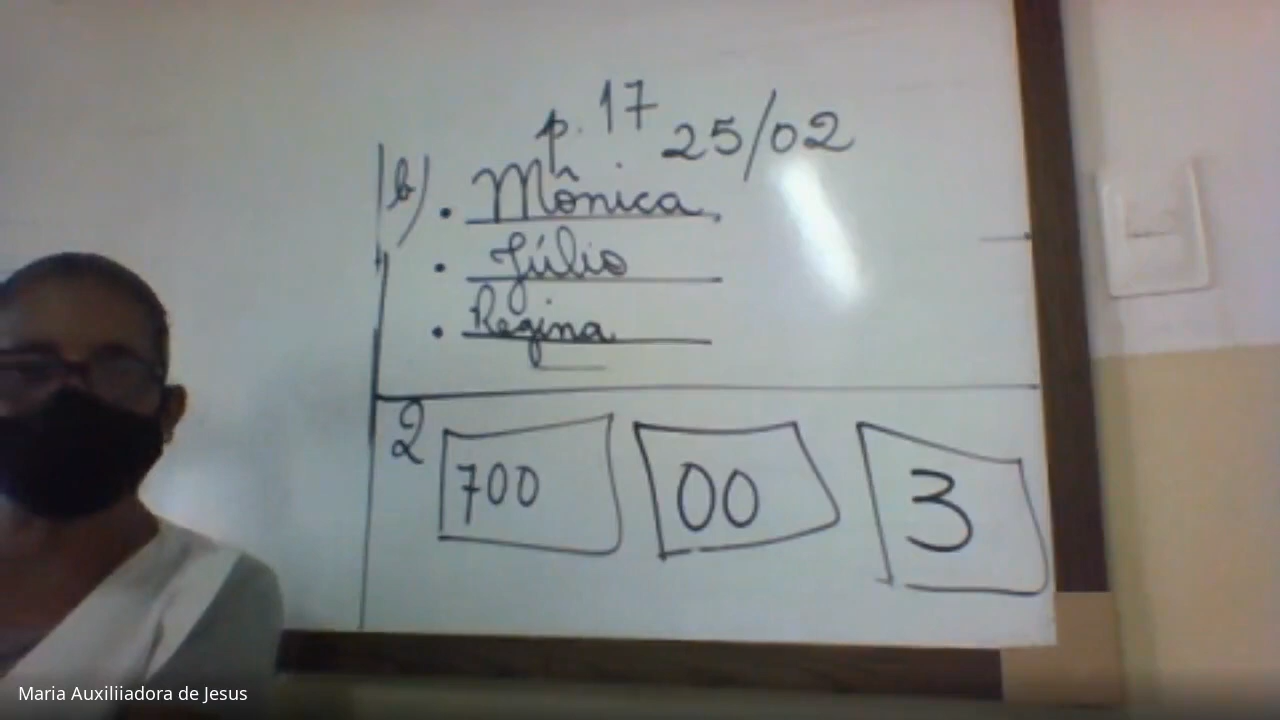 p. 17 25/02
b) . Mônica.
. Júlio
. Regina
2 700 00 3
Maria Auxiliiadora de Jesus